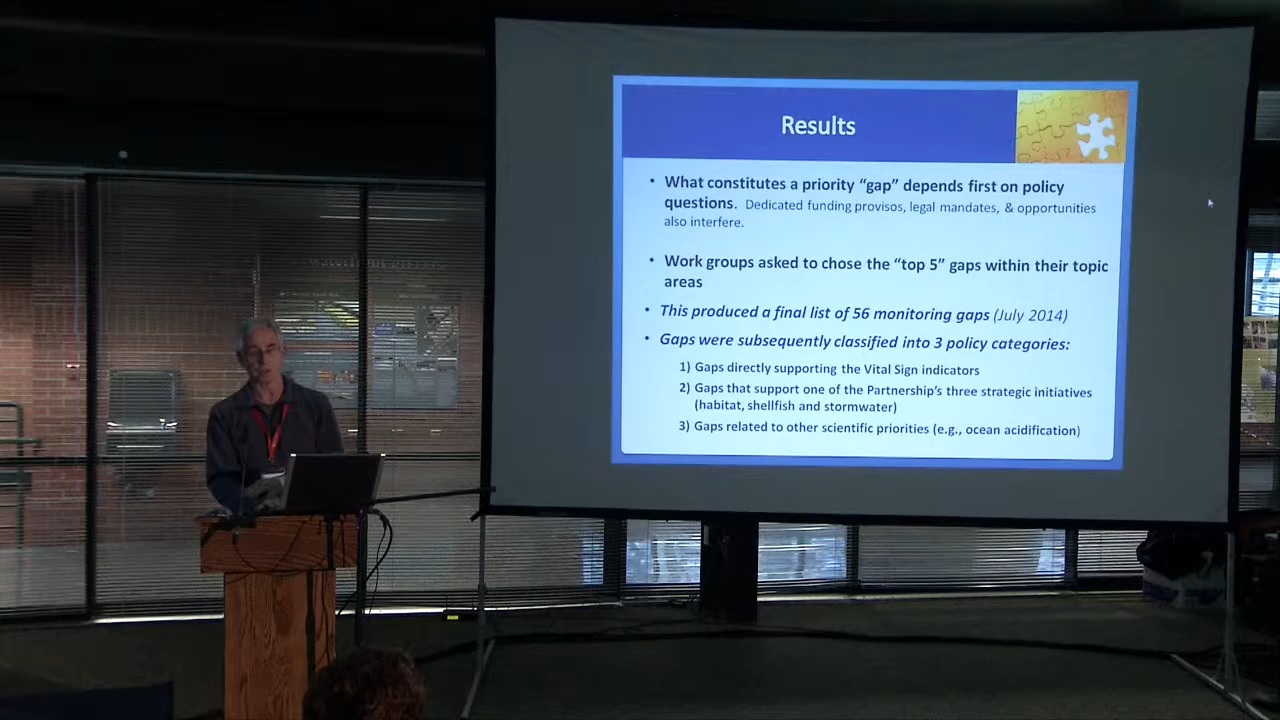 Results
• What constitutes a priority “gap” depends first on policy
questions. Dedicated funding provisos, legal mandates, & opportunities
also interfere.
• Work groups asked to chose the “top 5” gaps within their topic
areas
• This produced a final list of 56 monitoring gaps (July 2014)
• Gaps were subsequently classified into 3 policy categories:
1) Gaps directly supporting the Vital Sign indicators
2) Gaps that support one of the Partnership’s three strategic initiatives
(habitat, shellfish and stormwater)
3) Gaps related to other scientific priorities (e.g., ocean acidification)